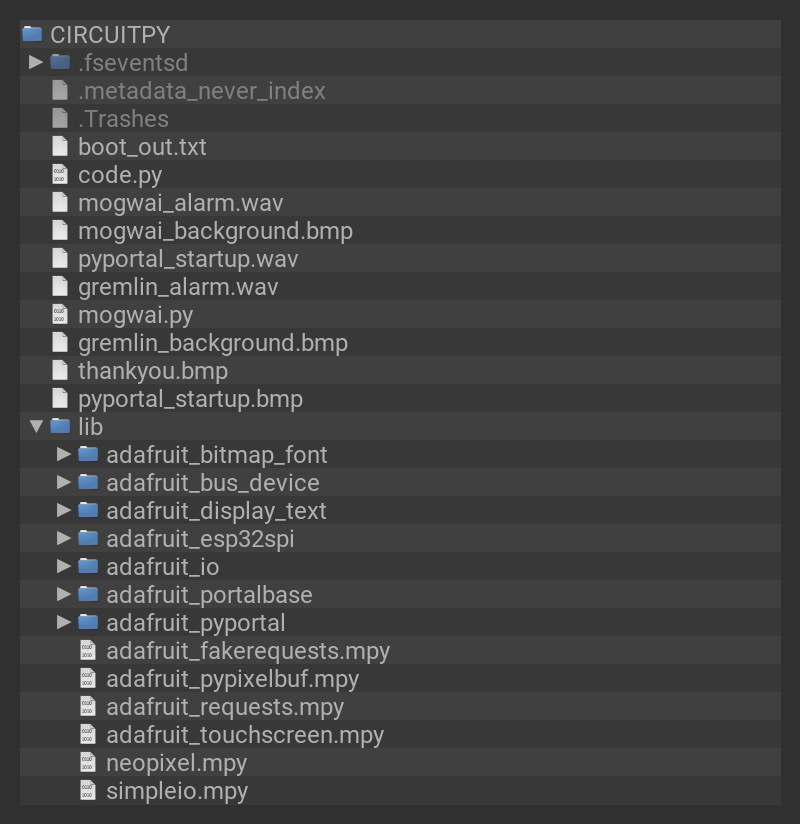 CIRCUITPY
.fseventsd
.metadata_never_index
.Trashes
boot_out.txt
code.py
mogwai_alarm.wav
mogwai_background.bmp
pyportal_startup.wav
gremlin_alarm.wav
mogwai.py
gremlin_background.bmp
thankyou.bmp
pyportal_startup.bmp
lib
adafruit_bitmap_font
adafruit_bus_device
adafruit_display_text
adafruit_esp32spi
adafruit_io
adafruit_portalbase
adafruit_pyportal
adafruit_fakerequests.mpy
adafruit_pypixelbuf.mpy
adafruit_requests.mpy
adafruit_touchscreen.mpy
neopixel.mpy
simpleio.mpy